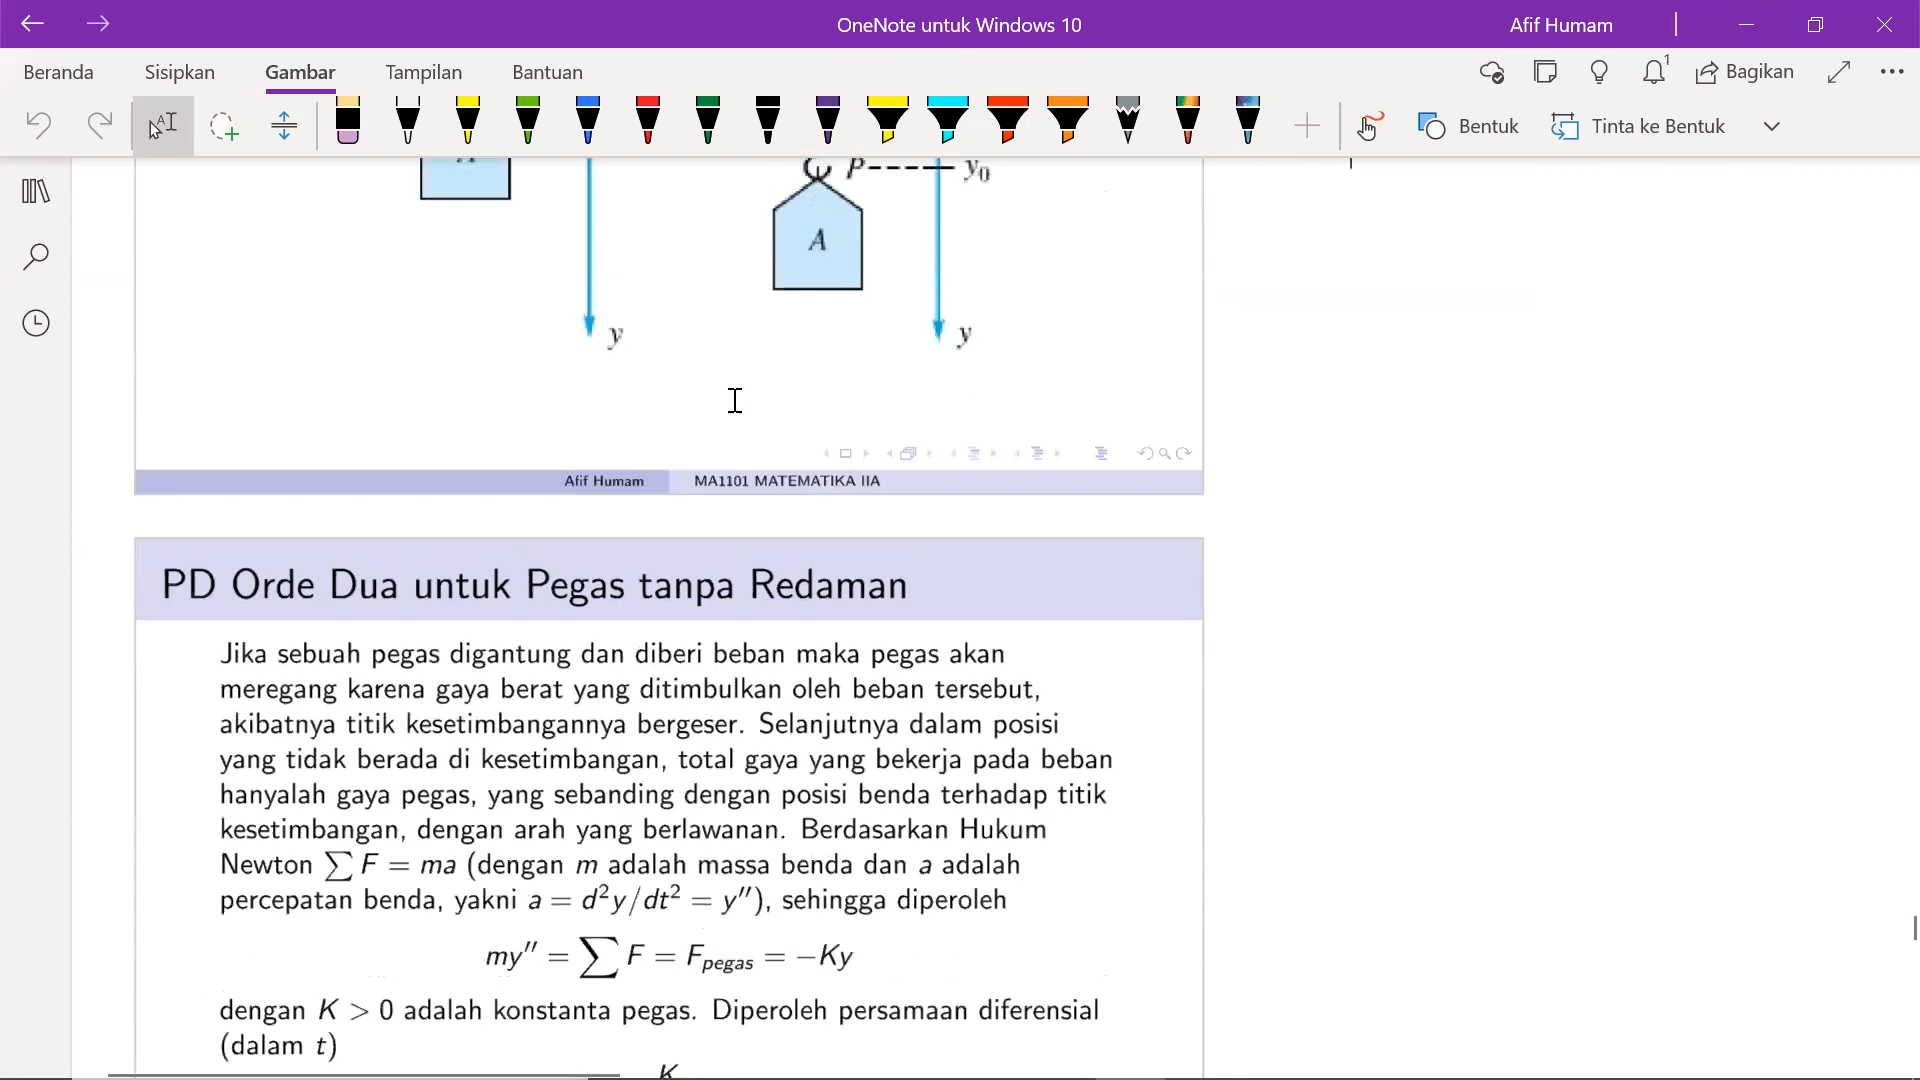 OneNote untuk Windows 10
Afif Humam
Beranda
Sisipkan
Gambar
Tampilan
Bantuan
1
Bagikan
Bentuk
Tinta ke Bentuk
P
y₀
A
y
y
Afif Humam
MA1101 MATEMATIKA IIA
PD Orde Dua untuk Pegas tanpa Redaman
Jika sebuah pegas digantung dan diberi beban maka pegas akan
meregang karena gaya berat yang ditimbulkan oleh beban tersebut,
akibatnya titik kesetimbangannya bergeser. Selanjutnya dalam posisi
yang tidak berada di kesetimbangan, total gaya yang bekerja pada beban
hanyalah gaya pegas, yang sebanding dengan posisi benda terhadap titik
kesetimbangan, dengan arah yang berlawanan. Berdasarkan Hukum
Newton ∑ F = ma (dengan m adalah massa benda dan a adalah
percepatan benda, yakni a = d²y/dt² = y″), sehingga diperoleh
my″ = ∑ F = F_pegas = −Ky
dengan K > 0 adalah konstanta pegas. Diperoleh persamaan diferensial
(dalam t)
K